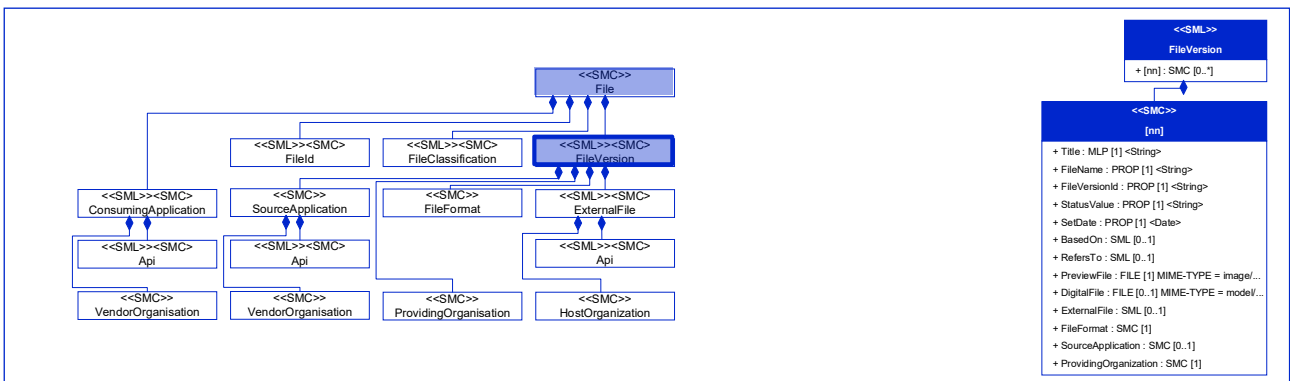 <<SML>>
FileVersion
+ [nn] : SMC [0..*]
<<SMC>>
File
<<SMC>>
[nn]
+ Title : MLP [1] <String>
+ FileName : PROP [1] <String>
+ FileVersionId : PROP [1] <String>
+ StatusValue : PROP [1] <String>
+ SetDate : PROP [1] <Date>
+ BasedOn : SML [0..1]
+ RefersTo : SML [0..1]
+ PreviewFile : FILE [1] MIME-TYPE = image/...
+ DigitalFile : FILE [0..1] MIME-TYPE = model/...
+ ExternalFile : SML [0..1]
+ FileFormat : SMC [1]
+ SourceApplication : SMC [0..1]
+ ProvidingOrganization : SMC [1]
<<SML>><SMC>
FileId
<<SML>><SMC>
FileClassification
<<SML>><SMC>
FileVersion
<<SML>><SMC>
ConsumingApplication
<<SMC>>
SourceApplication
<<SMC>>
FileFormat
<<SML>><SMC>
ExternalFile
<<SML>><SMC>
Api
<<SML>><SMC>
Api
<<SML>><SMC>
Api
<<SMC>>
VendorOrganisation
<<SMC>>
VendorOrganisation
<<SMC>>
ProvidingOrganisation
<<SMC>>
HostOrganization